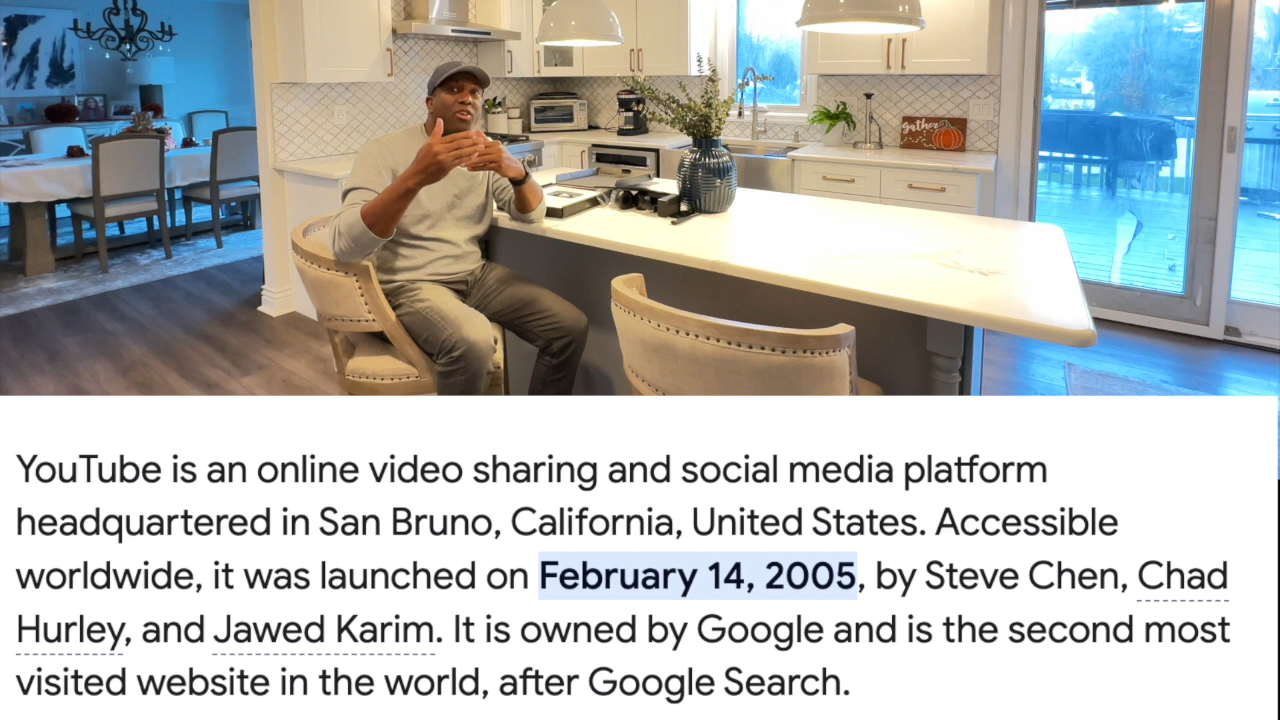 gather
YouTube is an online video sharing and social media platform
headquartered in San Bruno, California, United States. Accessible
worldwide, it was launched on February 14, 2005, by Steve Chen, Chad
Hurley, and Jawed Karim. It is owned by Google and is the second most
visited website in the world, after Google Search.